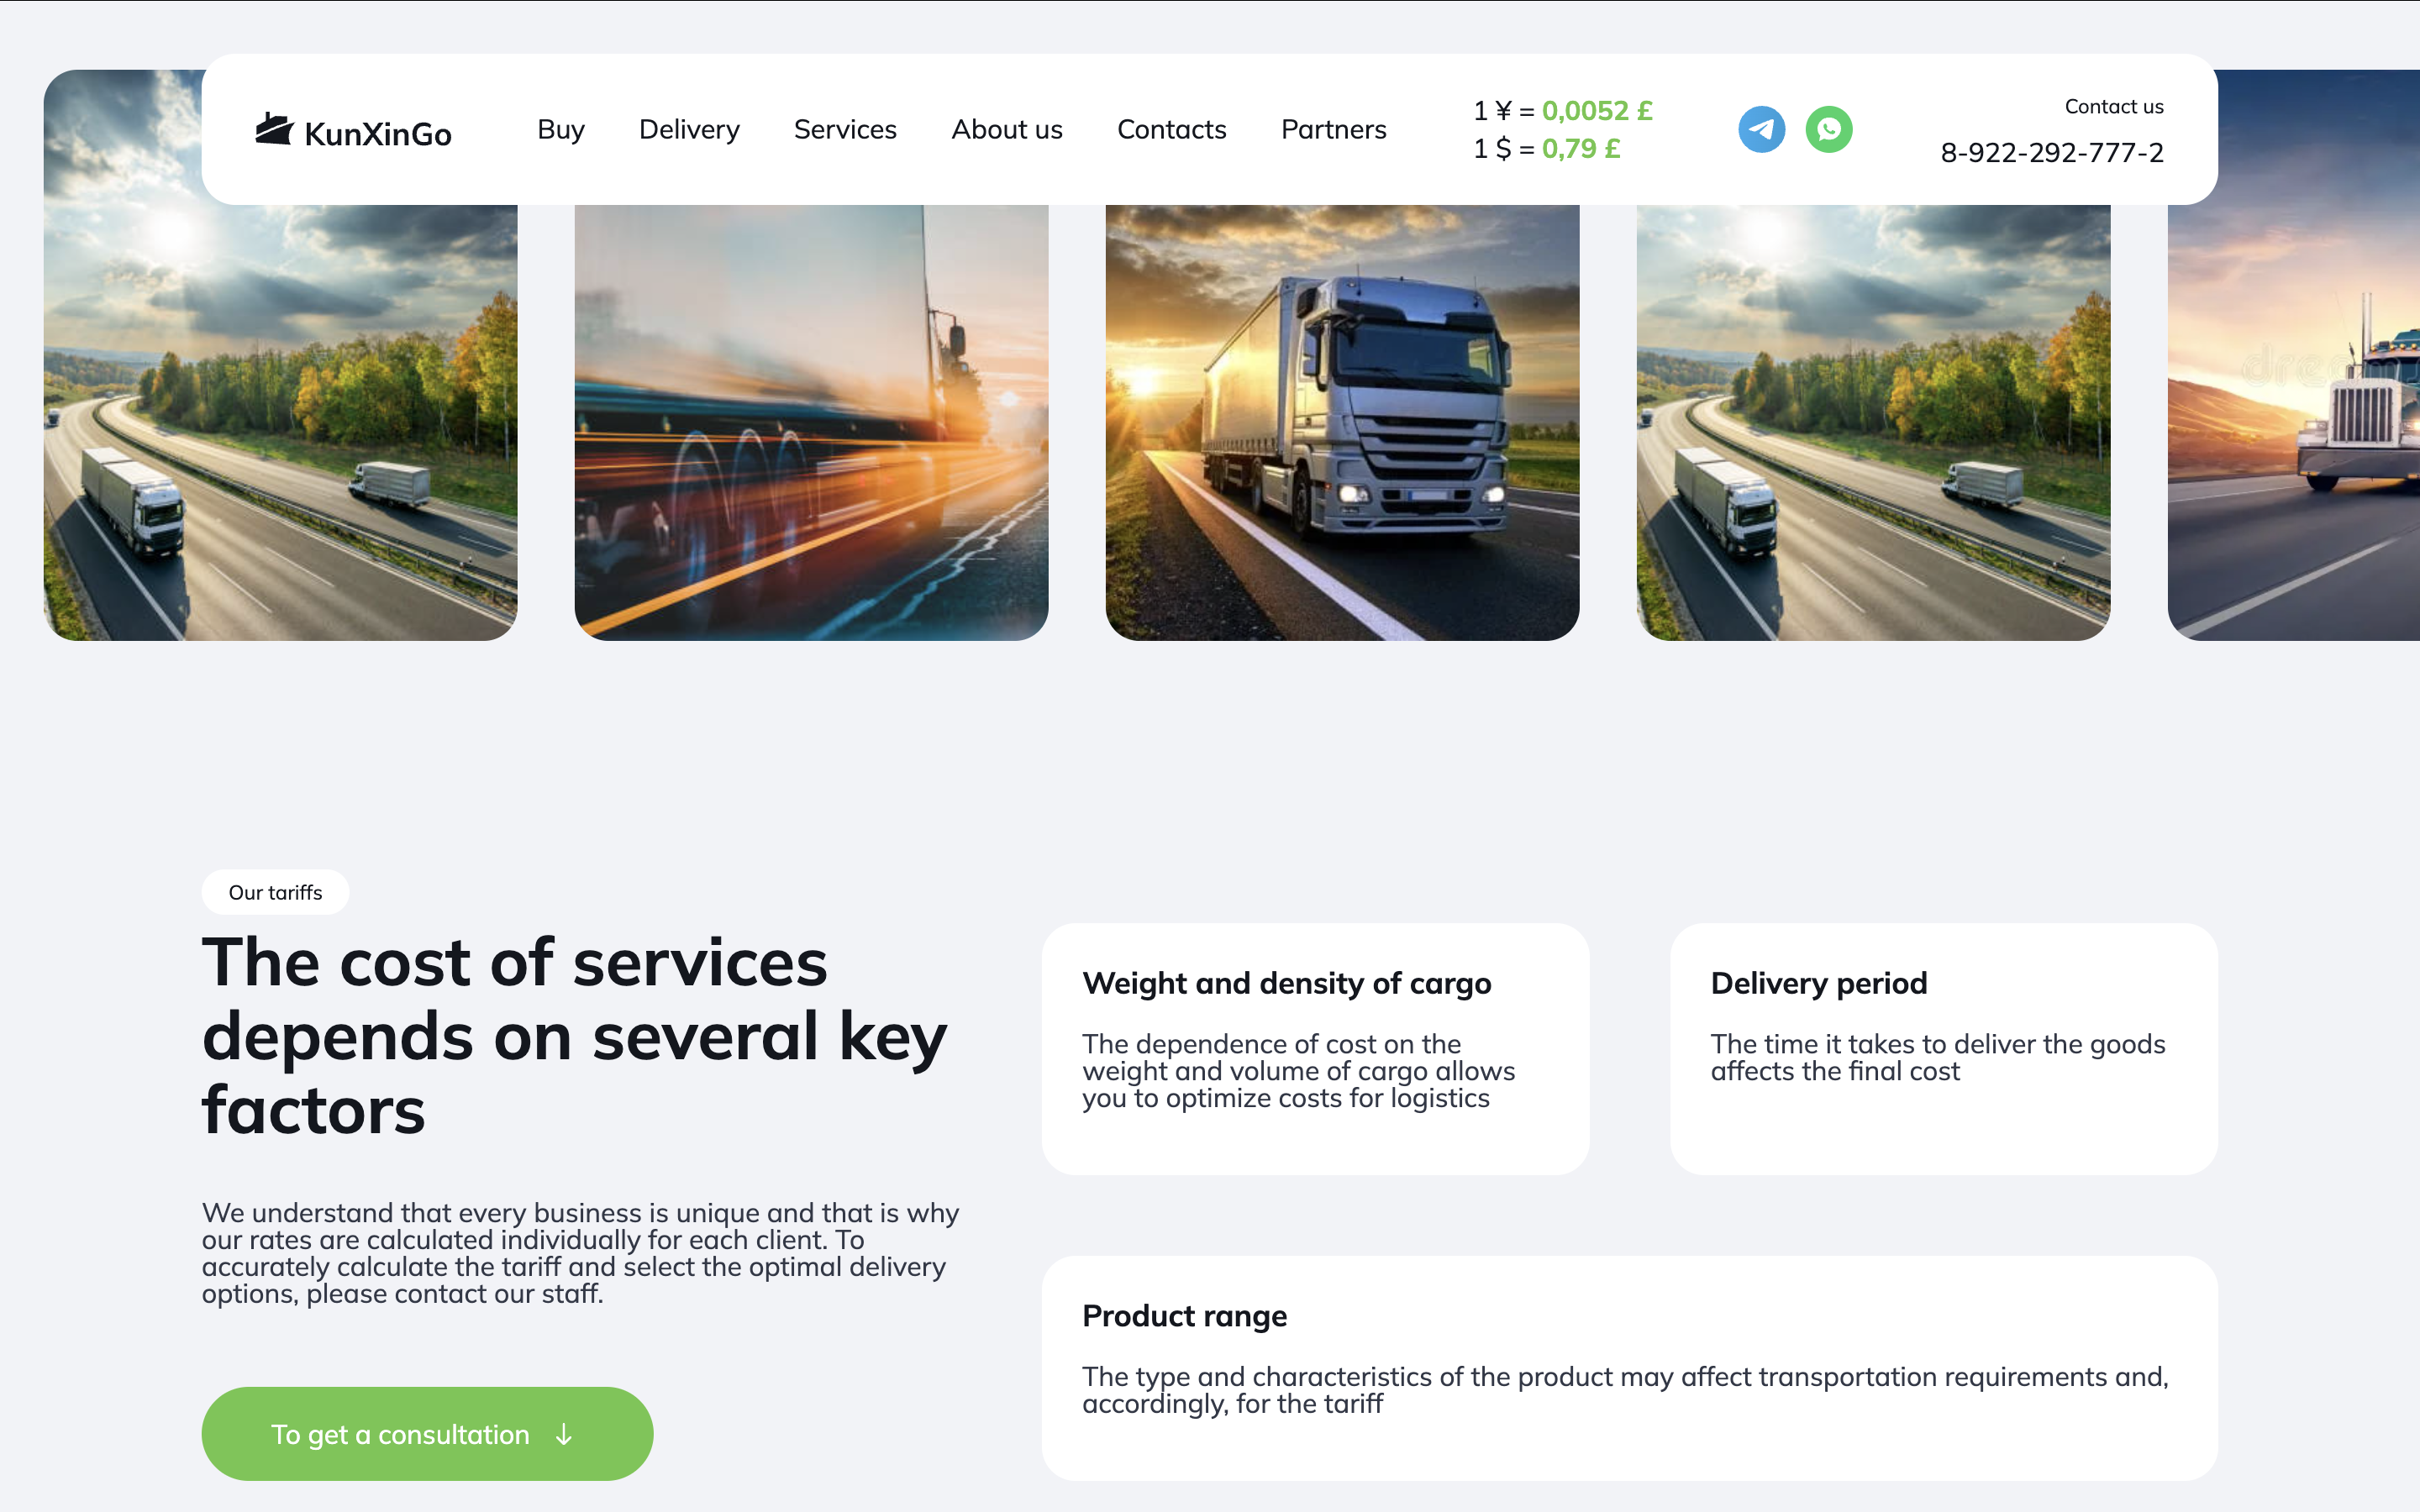 KunXinGo
Buy
Delivery
Services
About us
Contacts
Partners
1 ¥ = 0,0052 £
1 $ = 0,79 £
Contact us
8-922-292-777-2
Our tariffs
The cost of services
depends on several key
factors
We understand that every business is unique and that is why
our rates are calculated individually for each client. To
accurately calculate the tariff and select the optimal delivery
options, please contact our staff.
To get a consultation ↓
Weight and density of cargo
The dependence of cost on the
weight and volume of cargo allows
you to optimize costs for logistics
Delivery period
The time it takes to deliver the goods
affects the final cost
Product range
The type and characteristics of the product may affect transportation requirements and,
accordingly, for the tariff